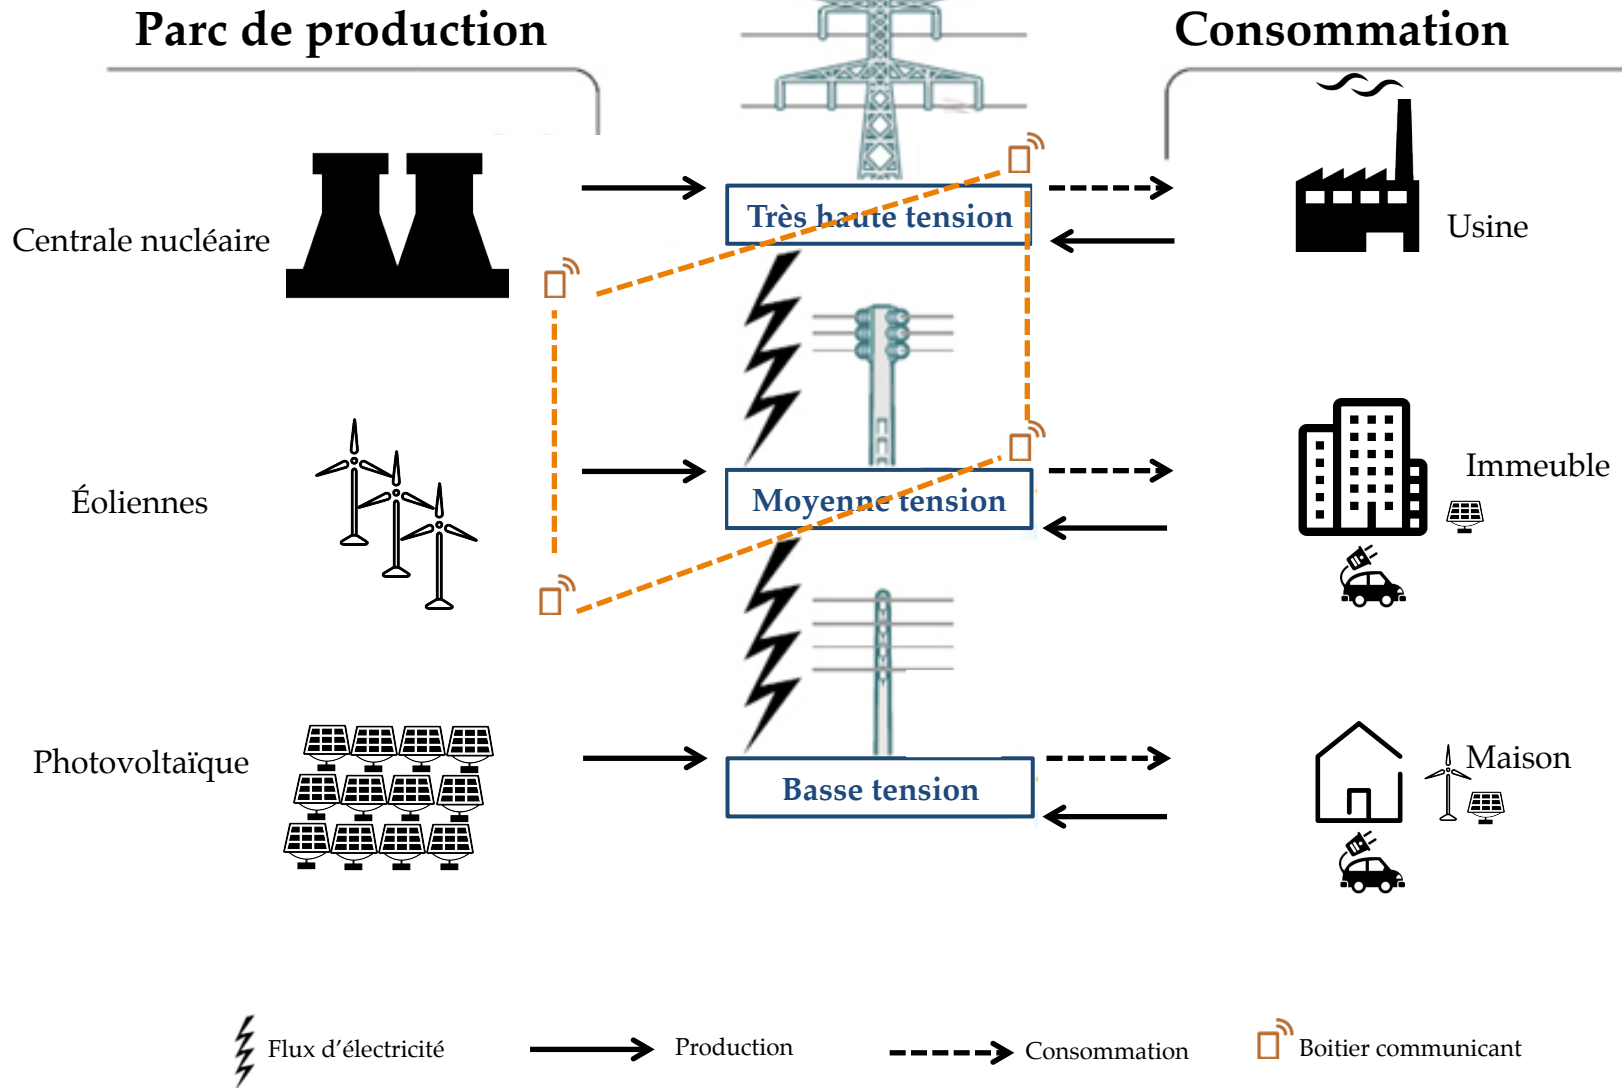 Parc de production
Consommation
Centrale nucléaire
Très haute tension
Usine
Éoliennes
Moyenne tension
Immeuble
Photovoltaïque
Basse tension
Maison
Flux d'électricité
Production
Consommation
Boitier communicant